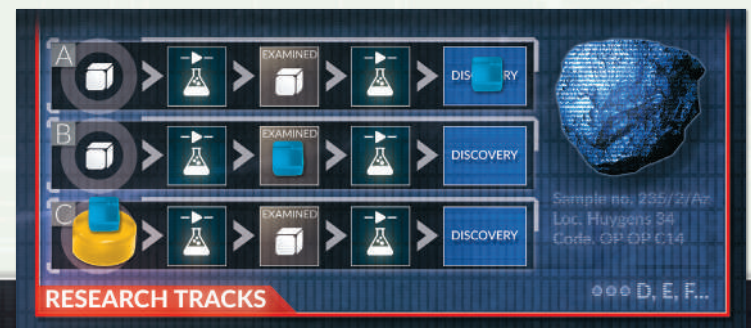 A
EXAMINED
DISCOVERY
B
EXAMINED
DISCOVERY
C
EXAMINED
DISCOVERY
Sample no. 235/2/Az
Loc. Huygens 34
Code. OP OP C14
RESEARCH TRACKS
D, E, F...